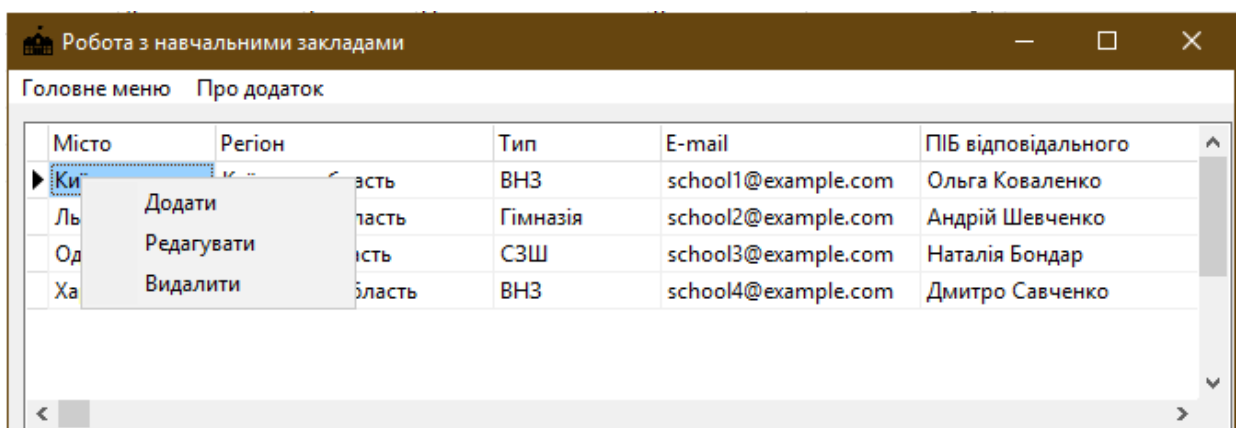 Робота з навчальними закладами
Головне меню Про додаток
Місто Регіон Тип E-mail ПІБ відповідального
ВНЗ school1@example.com Ольга Коваленко
Додати
Гімназія school2@example.com Андрій Шевченко
Редагувати
СЗШ school3@example.com Наталія Бондар
Видалити
ВНЗ school4@example.com Дмитро Савченко